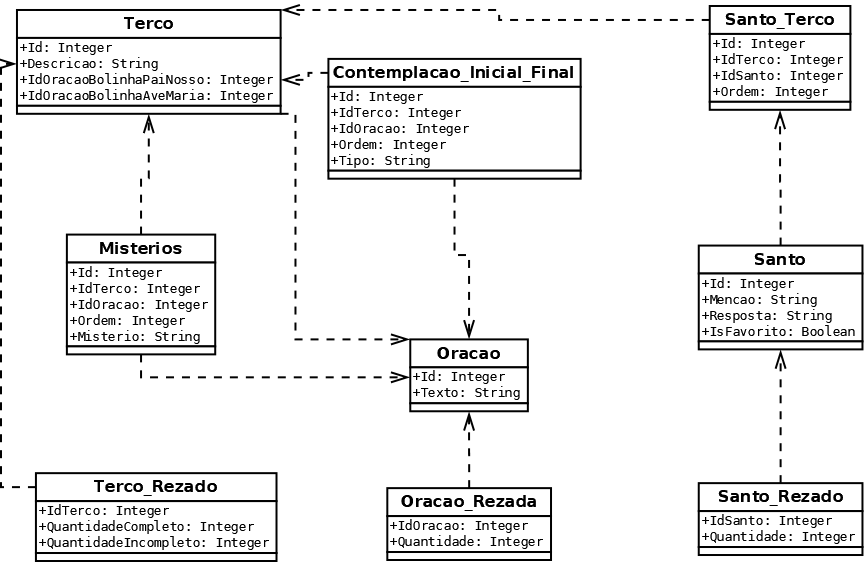 Terco
+Id: Integer
+Descricao: String
+IdOracaoBolinhaPaiNosso: Integer
+IdOracaoBolinhaAveMaria: Integer
Santo_Terco
+Id: Integer
+IdTerco: Integer
+IdSanto: Integer
+Ordem: Integer
Contemplacao_Inicial_Final
+Id: Integer
+IdTerco: Integer
+IdOracao: Integer
+Ordem: Integer
+Tipo: String
Misterios
+Id: Integer
+IdTerco: Integer
+IdOracao: Integer
+Ordem: Integer
+Misterio: String
Santo
+Id: Integer
+Mencao: String
+Resposta: String
+IsFavorito: Boolean
Oracao
+Id: Integer
+Texto: String
Terco_Rezado
+IdTerco: Integer
+QuantidadeCompleto: Integer
+QuantidadeIncompleto: Integer
Oracao_Rezada
+IdOracao: Integer
+Quantidade: Integer
Santo_Rezado
+IdSanto: Integer
+Quantidade: Integer